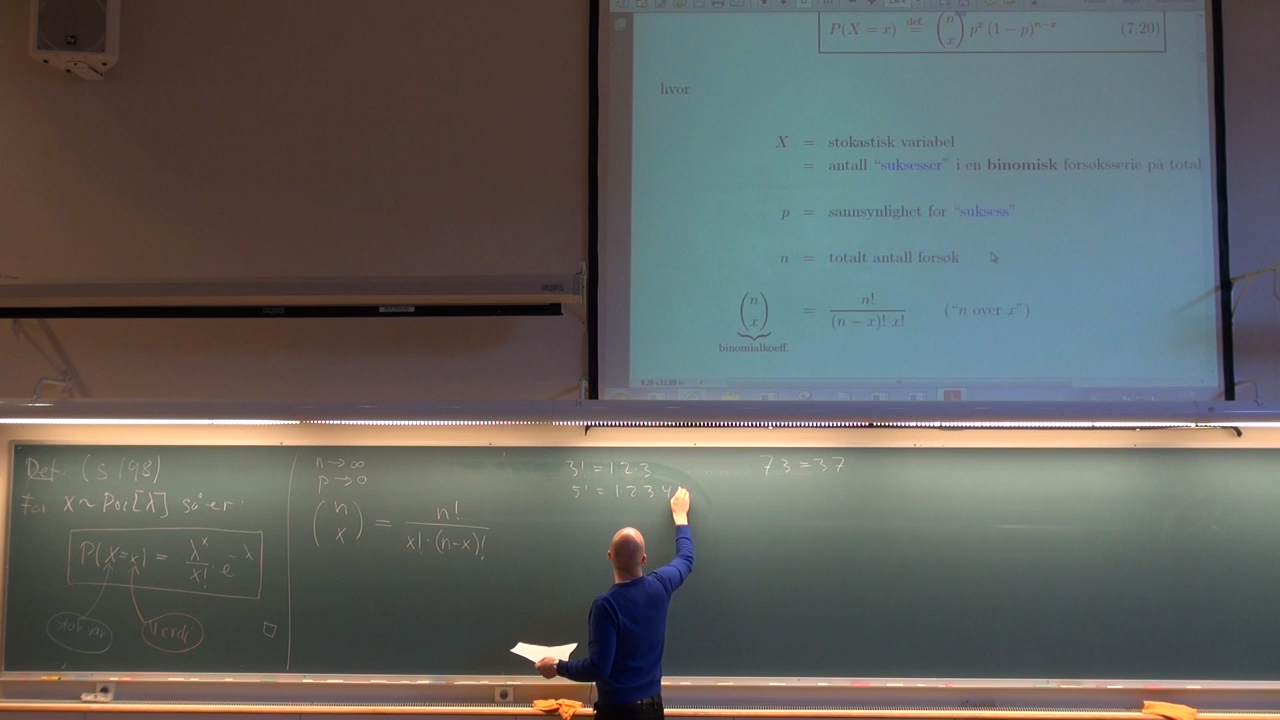 P(X = x) def. = (n x) p^x (1 − p)^{n−x} (7.20)
hvor
X = stokastisk variabel
= antall “suksesser” i en binomisk forsøksserie på total
p = sannsynlighet for “suksess”
n = totalt antall forsøk
(n x) = n! / (n − x)! x! (“n over x”)
binomialkoeff.
Def: (s 198)
For X ~ Poi[λ] så er:
P(X=x) = λ^x / x! · e^{-λ}
Verdi
n→∞
p→0
(n x) = n! / x!·(n-x)!
3! = 1·2·3
5! = 1·2·3·4
7·3 = 3·7